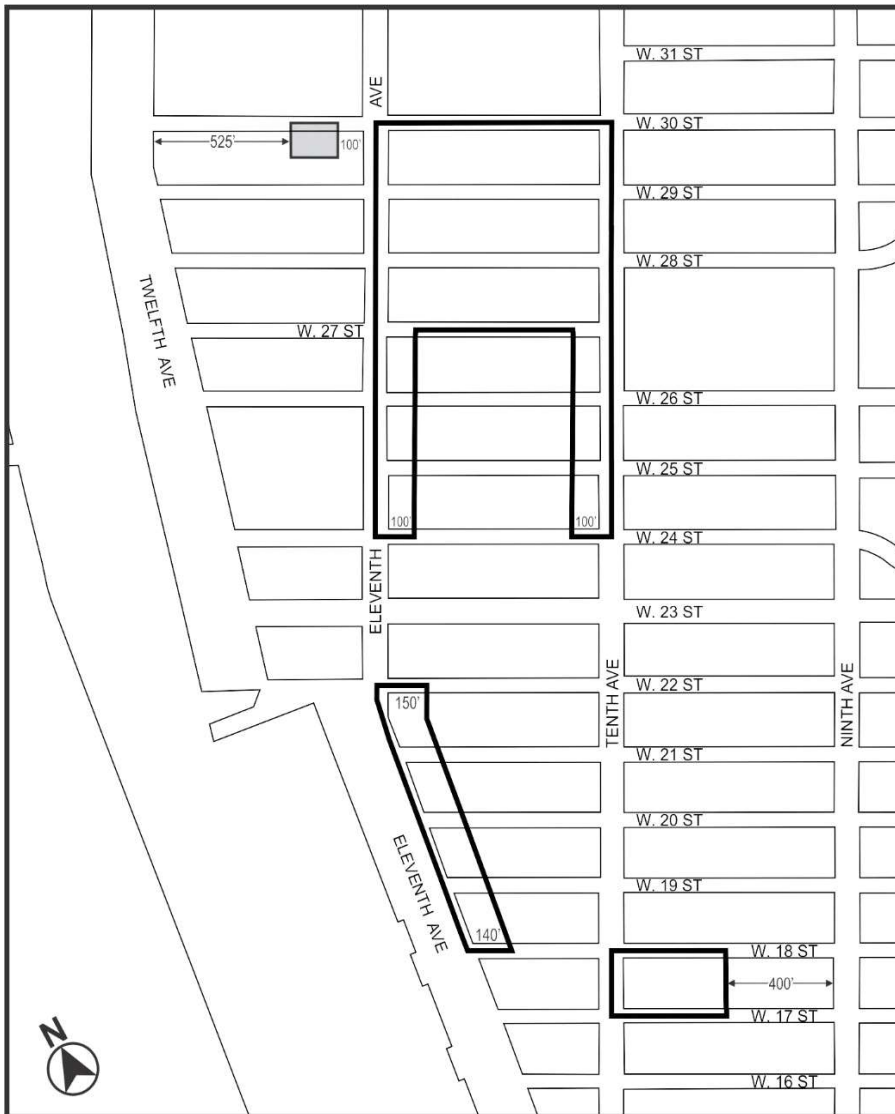 W. 31 ST
AVE
W. 30 ST
525'
100'
W. 29 ST
W. 28 ST
TWELFTH AVE
W. 27 ST
W. 26 ST
W. 25 ST
100'
100'
W. 24 ST
ELEVENTH
W. 23 ST
TENTH AVE
NINTH AVE
W. 22 ST
150'
W. 21 ST
W. 20 ST
ELEVENTH AVE
W. 19 ST
140'
W. 18 ST
400'
W. 17 ST
N
W. 16 ST